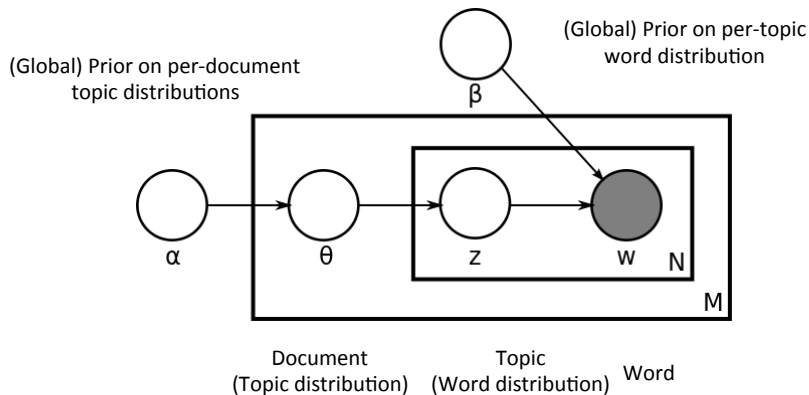 (Global) Prior on per-document
topic distributions
(Global) Prior on per-topic
word distribution
β
α
θ
z
w
N
M
Document
(Topic distribution)
Topic
(Word distribution)
Word